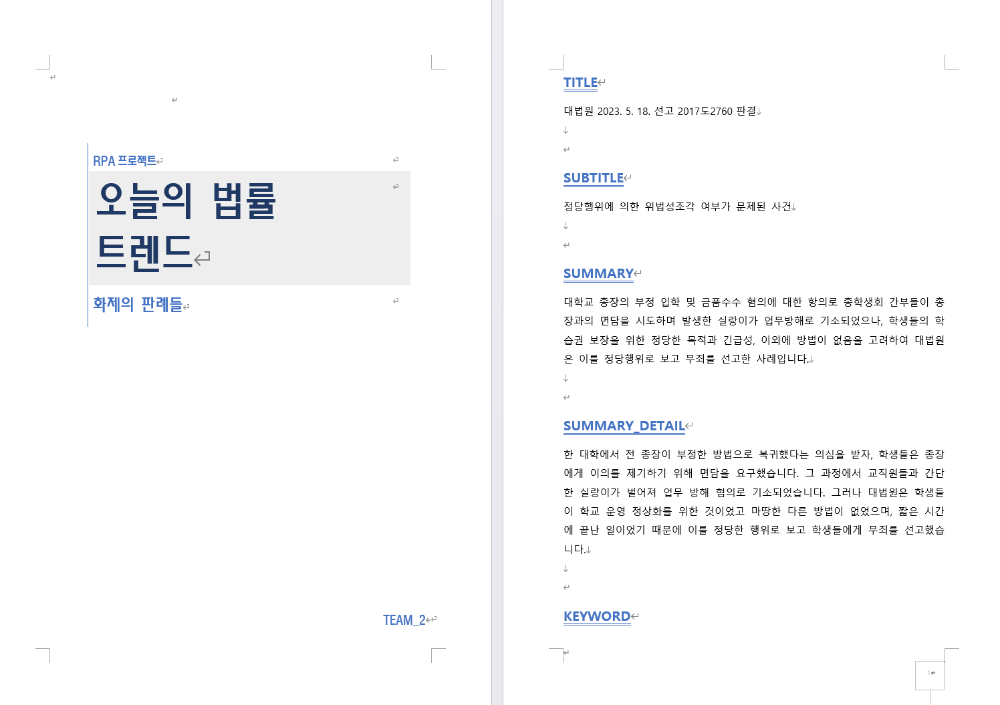 RPA 프로젝트
오늘의 법률
트렌드
화제의 판례들
TEAM_2
TITLE
대법원 2023. 5. 18. 선고 2017도2760 판결
SUBTITLE
정당행위에 의한 위법성조각 여부가 문제된 사건
SUMMARY
대학교 총장의 부정 입학 및 금품수수 혐의에 대한 항의로 총학생회 간부들이 총
장과의 면담을 시도하며 발생한 실랑이가 업무방해로 기소되었으나, 학생들의 학
습권 보장을 위한 정당한 목적과 긴급성, 이외에 방법이 없음을 고려하여 대법원
은 이를 정당행위로 보고 무죄를 선고한 사례입니다.
SUMMARY_DETAIL
한 대학에서 전 총장이 부정한 방법으로 복귀했다는 의심을 받자, 학생들은 총장
에게 이의를 제기하기 위해 면담을 요구했습니다. 그 과정에서 교직원들과 간단
한 실랑이가 벌어져 업무 방해 혐의로 기소되었습니다. 그러나 대법원은 학생들
이 학교 운영 정상화를 위한 것이었고 마땅한 다른 방법이 없었으며, 짧은 시간
에 끝난 일이었기 때문에 이를 정당한 행위로 보고 학생들에게 무죄를 선고했습
니다.
KEYWORD
1